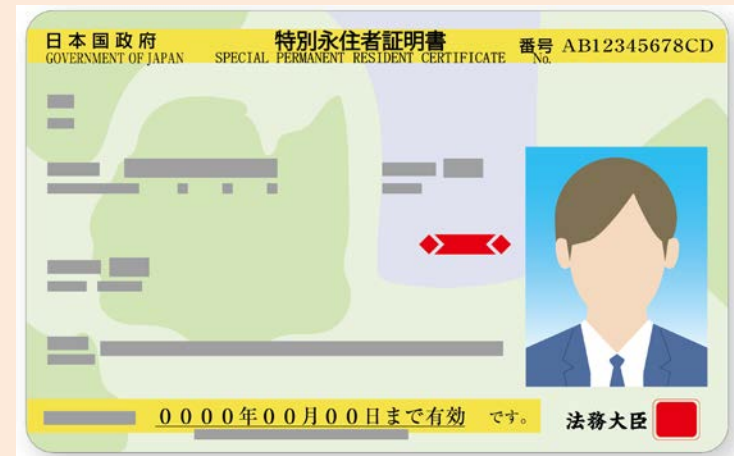 日本国政府 特別永住者証明書 番号 AB12345678CD
GOVERNMENT OF JAPAN SPECIAL PERMANENT RESIDENT CERTIFICATE No.
0000年00月00日まで有効 です。
法務大臣